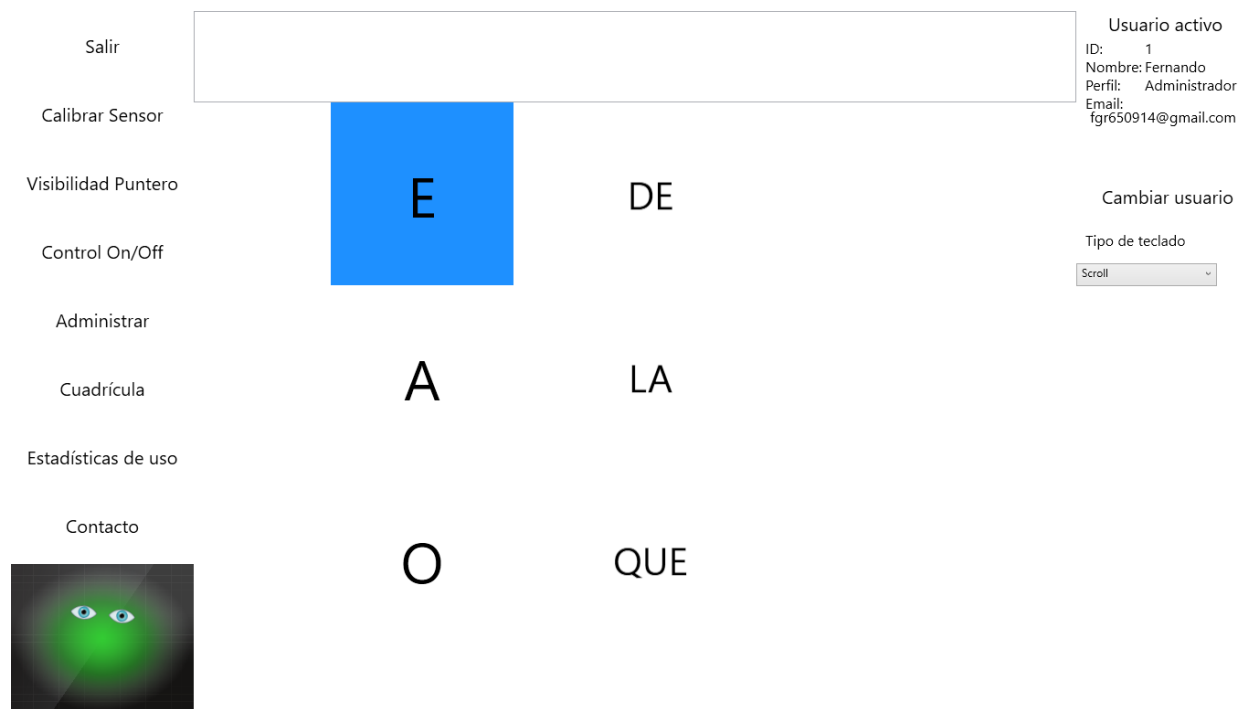 Salir
Calibrar Sensor
Visibilidad Puntero
Control On/Off
Administrar
Cuadrícula
Estadísticas de uso
Contacto
E DE
A LA
O QUE
Usuario activo
ID: 1
Nombre: Fernando
Perfil: Administrador
Email:
fgr650914@gmail.com
Cambiar usuario
Tipo de teclado
Scroll